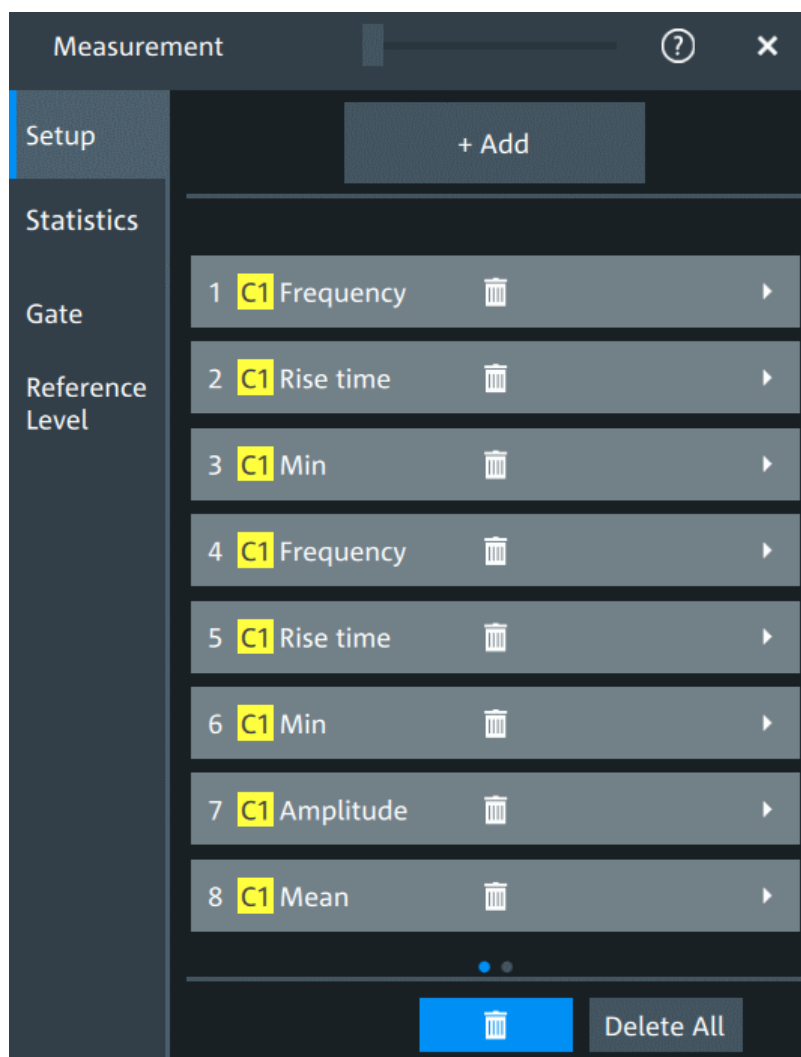 Measurement ? ×
Setup
+ Add
Statistics
Gate
Reference
Level
1 C1 Frequency
2 C1 Rise time
3 C1 Min
4 C1 Frequency
5 C1 Rise time
6 C1 Min
7 C1 Amplitude
8 C1 Mean
Delete All